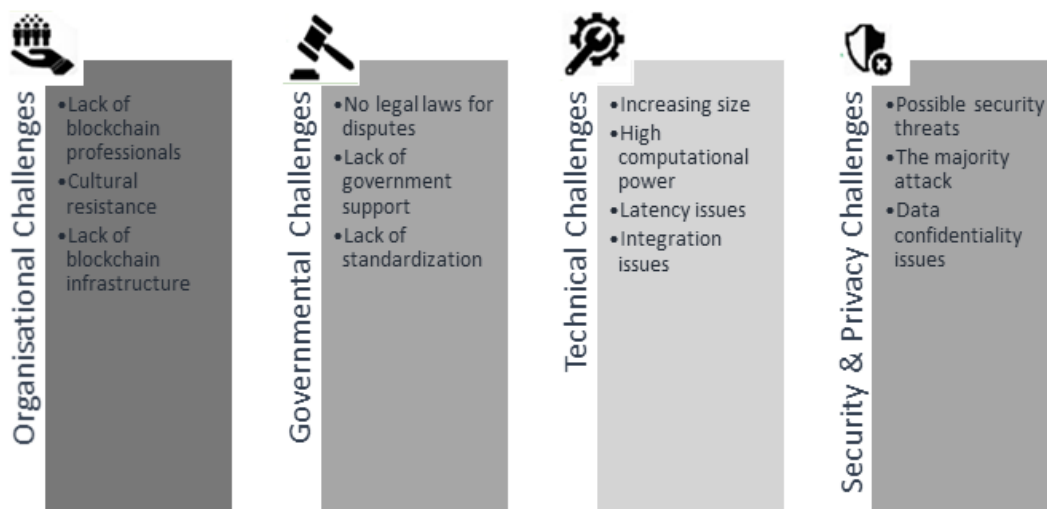 Organisational Challenges
•Lack of
blockchain
professionals
•Cultural
resistance
•Lack of
blockchain
infrastructure
Governmental Challenges
•No legal laws for
disputes
•Lack of
government
support
•Lack of
standardization
Technical Challenges
•Increasing size
•High
computational
power
•Latency issues
•Integration
issues
Security & Privacy Challenges
•Possible security
threats
•The majority
attack
•Data
confidentiality
issues